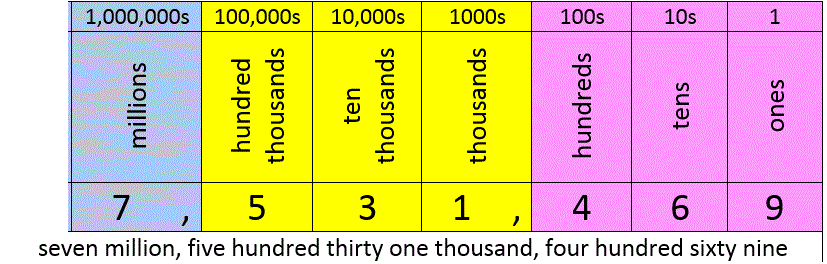 1,000,000s 100,000s 10,000s 1000s 100s 10s 1
millions hundred thousands ten thousands thousands hundreds tens ones
7 , 5 3 1 , 4 6 9
seven million, five hundred thirty one thousand, four hundred sixty nine